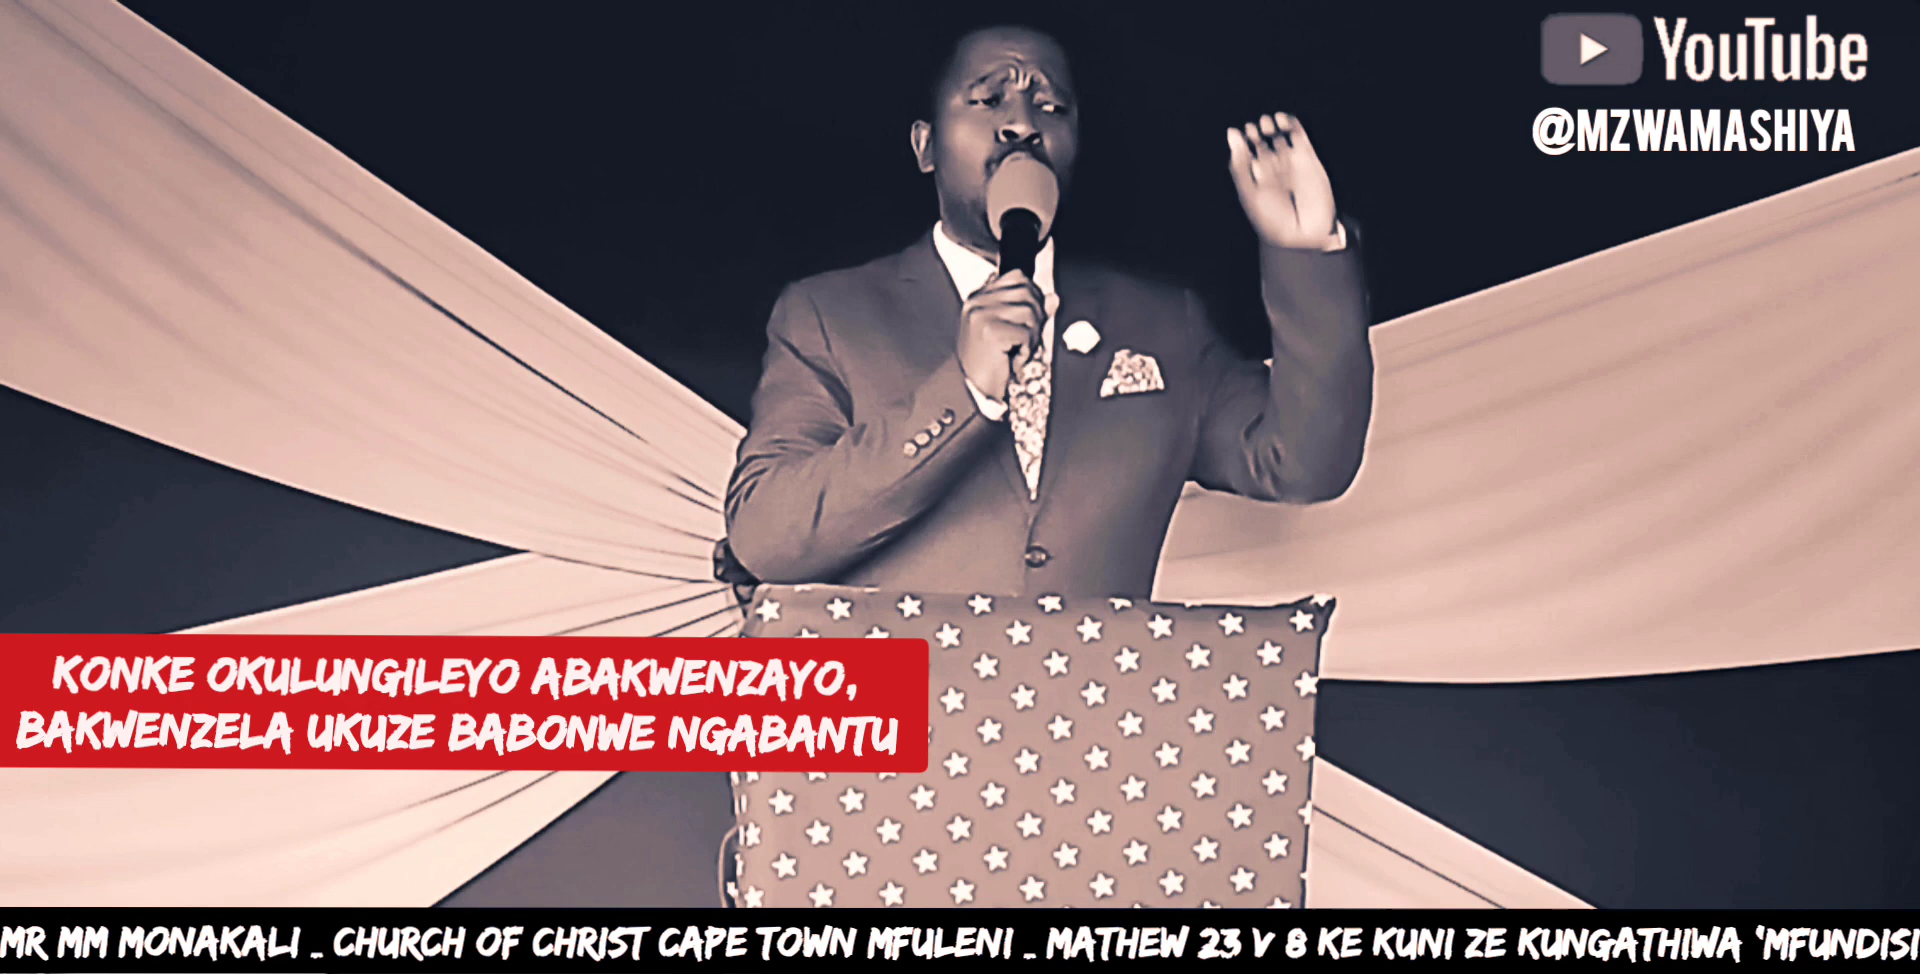 YouTube
@MZWAMASHIYA
KONKE OKULUNGILEYO ABAKWENZAYO,
BAKWENZELA UKUZE BABONWE NGABANTU
MR MM MONAKALI - CHURCH OF CHRIST CAPE TOWN MFULENI - MATHEW 23 V 8 KE KUNI ZE KUNGATHIWA 'MFUNDISI